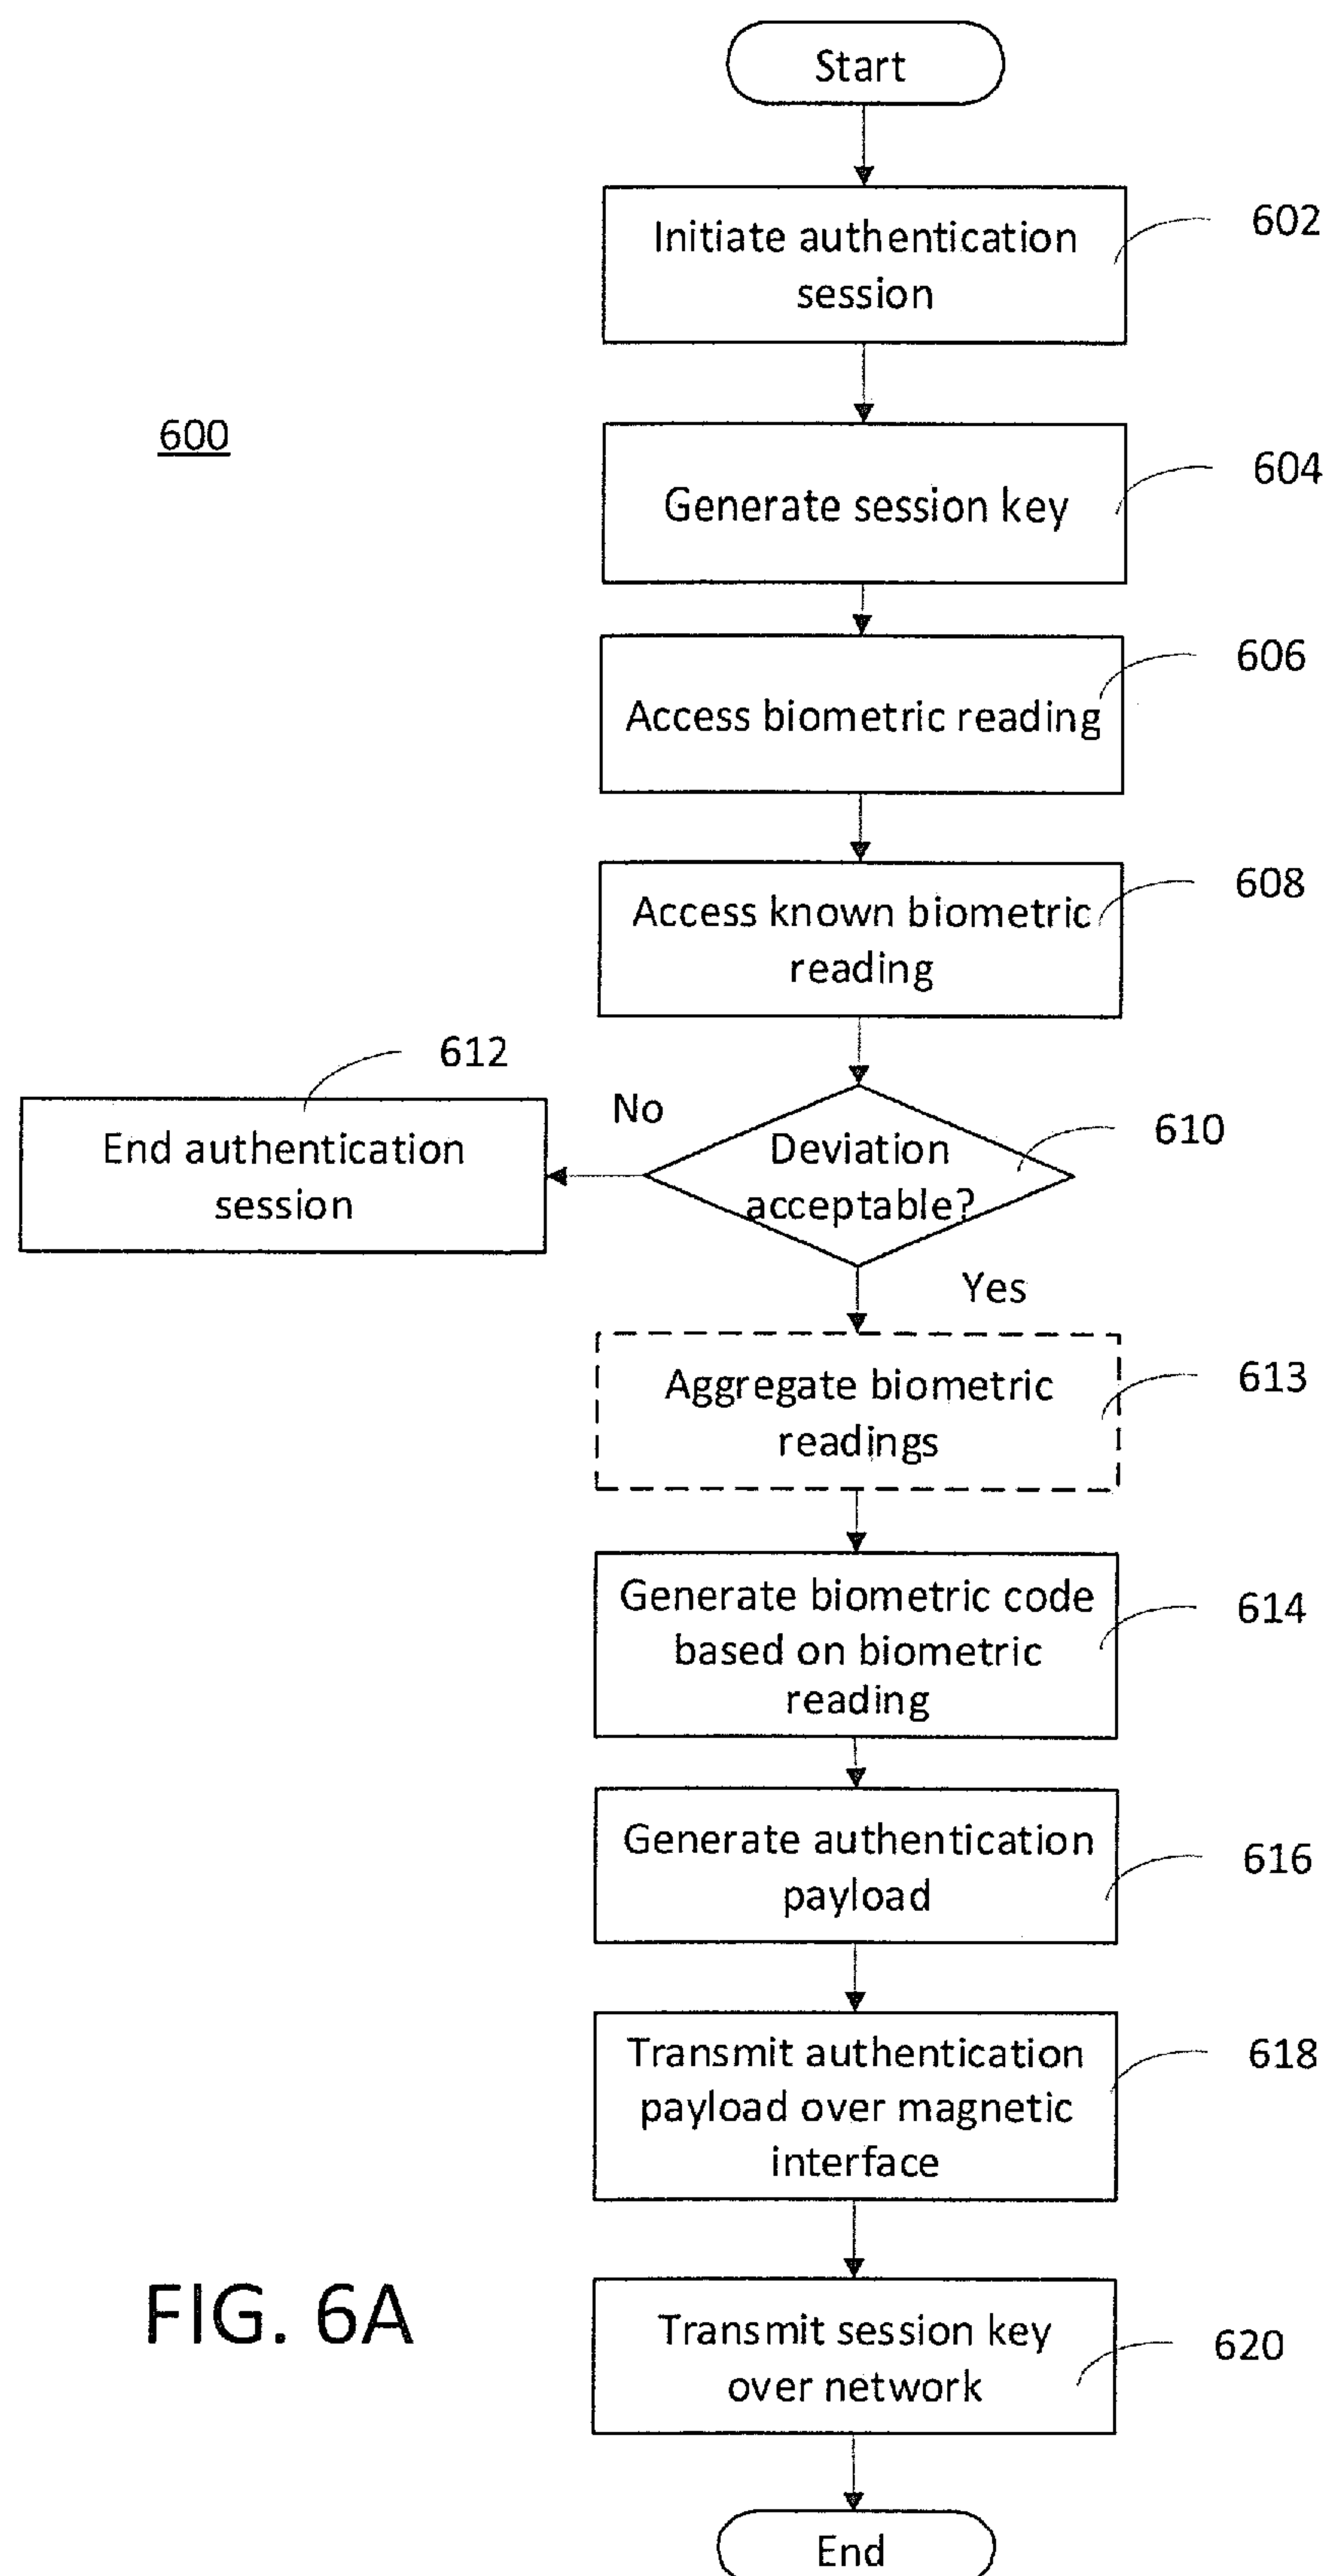 Start
Initiate authentication
session
602
600
Generate session key
604
Access biometric reading
606
Access known biometric
reading
608
612
End authentication
session
No
Deviation
acceptable?
610
Yes
Aggregate biometric
readings
613
Generate biometric code
based on biometric
reading
614
Generate authentication
payload
616
Transmit authentication
payload over magnetic
interface
618
FIG. 6A
Transmit session key
over network
620
End